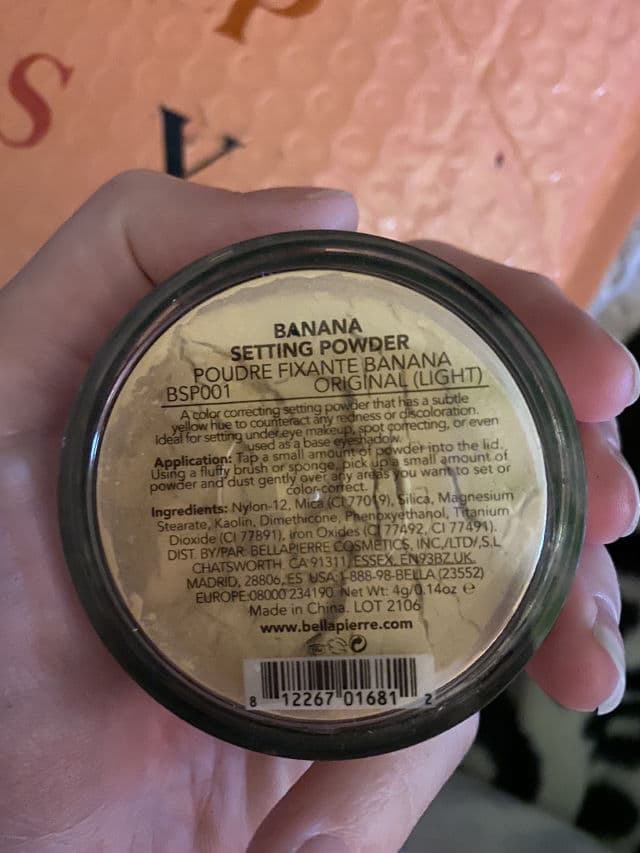 p
s y
BANANA
SETTING POWDER
POUDRE FIXANTE BANANA
BSP001 ORIGINAL (LIGHT)
A color correcting setting powder that has a subtle
yellow hue to counteract any redness or discoloration.
Ideal for setting under eye makeup, spot correcting, or even
used as a base eyeshadow.
Application: Tap a small amount of powder into the lid.
Using a fluffy brush or sponge, pick up a small amount of
powder and dust gently over any areas you want to set or
color-correct.
Ingredients: Nylon-12, Mica (CI 77019), Silica, Magnesium
Stearate, Kaolin, Dimethicone, Phenoxyethanol, Titanium
Dioxide (CI 77891), Iron Oxides (CI 77492, CI 77491).
DIST. BY/PAR. BELLAPIERRE COSMETICS, INC./LTD/,S.L
CHATSWORTH, CA 91311, ESSEX, EN93BZ.UK,
MADRID, 28806, ES USA:1-888-98-BELLA (23552)
EUROPE:08000 234190 Net Wt: 4g/0.14oz e
Made in China. LOT 2106
www.bellapierre.com
8 12267 01681 2